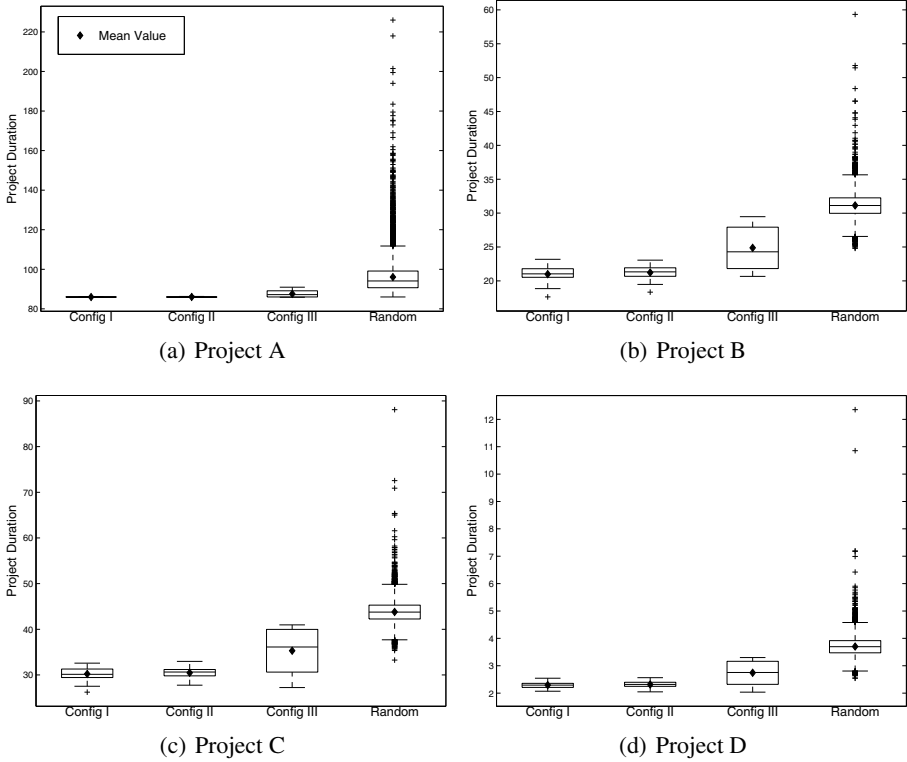 220
200
180
160
140
120
100
80
Project Duration
Mean Value
Config I Config II Config III Random
(a) Project A
60
55
50
45
40
35
30
25
20
Project Duration
Config I Config II Config III Random
(b) Project B
90
80
70
60
50
40
30
Project Duration
Config I Config II Config III Random
(c) Project C
12
11
10
9
8
7
6
5
4
3
2
Project Duration
Config I Config II Config III Random
(d) Project D